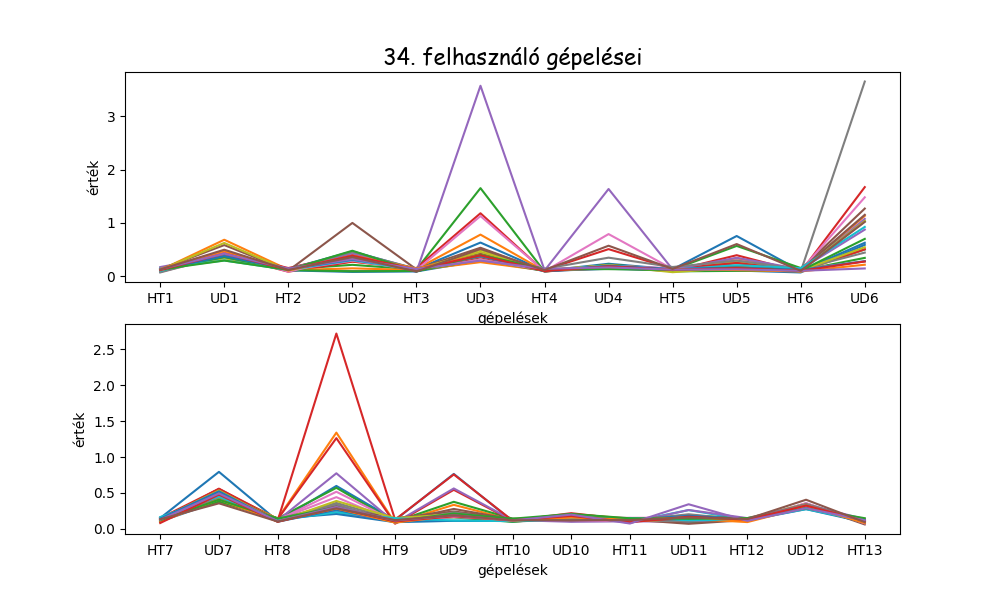 34. felhasználó gépelései
érték
3
2
1
0
HT1 UD1 HT2 UD2 HT3 UD3 HT4 UD4 HT5 UD5 HT6 UD6
gépelések
érték
2.5
2.0
1.5
1.0
0.5
0.0
HT7 UD7 HT8 UD8 HT9 UD9 HT10 UD10 HT11 UD11 HT12 UD12 HT13
gépelések